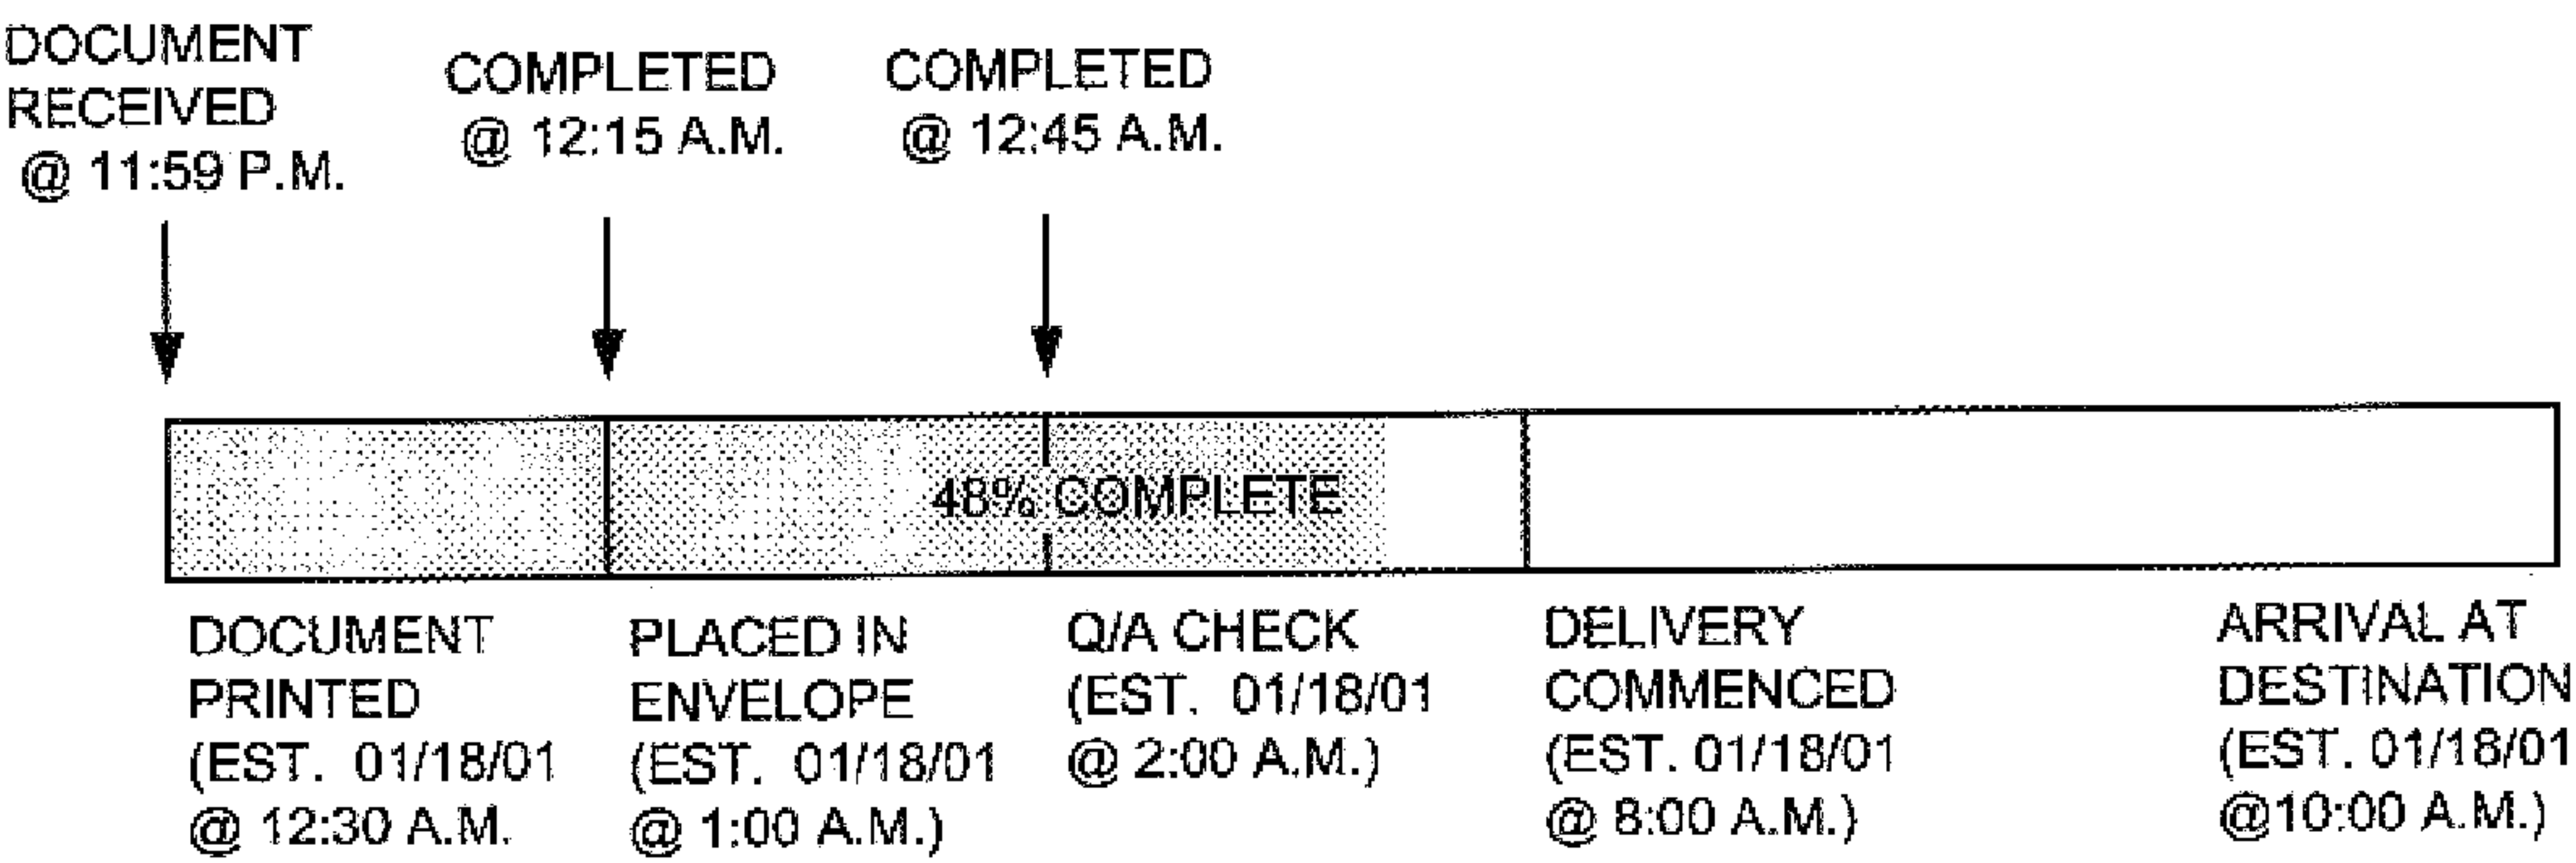 DOCUMENT
RECEIVED
@ 11:59 P.M.
COMPLETED
@ 12:15 A.M.
COMPLETED
@ 12:45 A.M.
48% COMPLETE
DOCUMENT
PRINTED
(EST. 01/18/01
@ 12:30 A.M.
PLACED IN
ENVELOPE
(EST. 01/18/01
@ 1:00 A.M.)
Q/A CHECK
(EST. 01/18/01
@ 2:00 A.M.)
DELIVERY
COMMENCED
(EST. 01/18/01
@ 8:00 A.M.)
ARRIVAL AT
DESTINATION
(EST. 01/18/01
@10:00 A.M.)